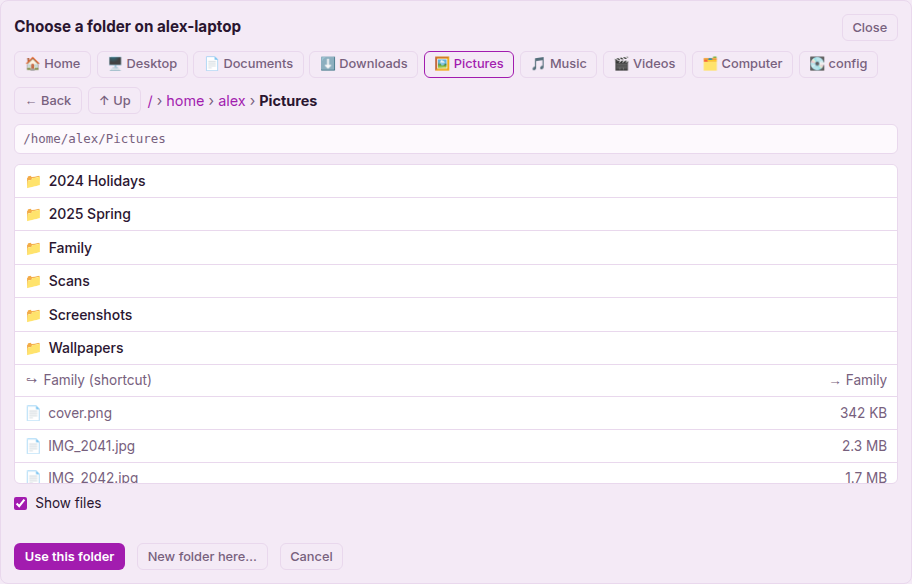 Choose a folder on alex-laptop
Close
Home Desktop Documents Downloads Pictures Music Videos Computer config
← Back ↑ Up / › home › alex › Pictures
/home/alex/Pictures
2024 Holidays
2025 Spring
Family
Scans
Screenshots
Wallpapers
↪ Family (shortcut) → Family
cover.png 342 KB
IMG_2041.jpg 2.3 MB
IMG_2042.jpg 1.7 MB
Show files
Use this folder New folder here... Cancel